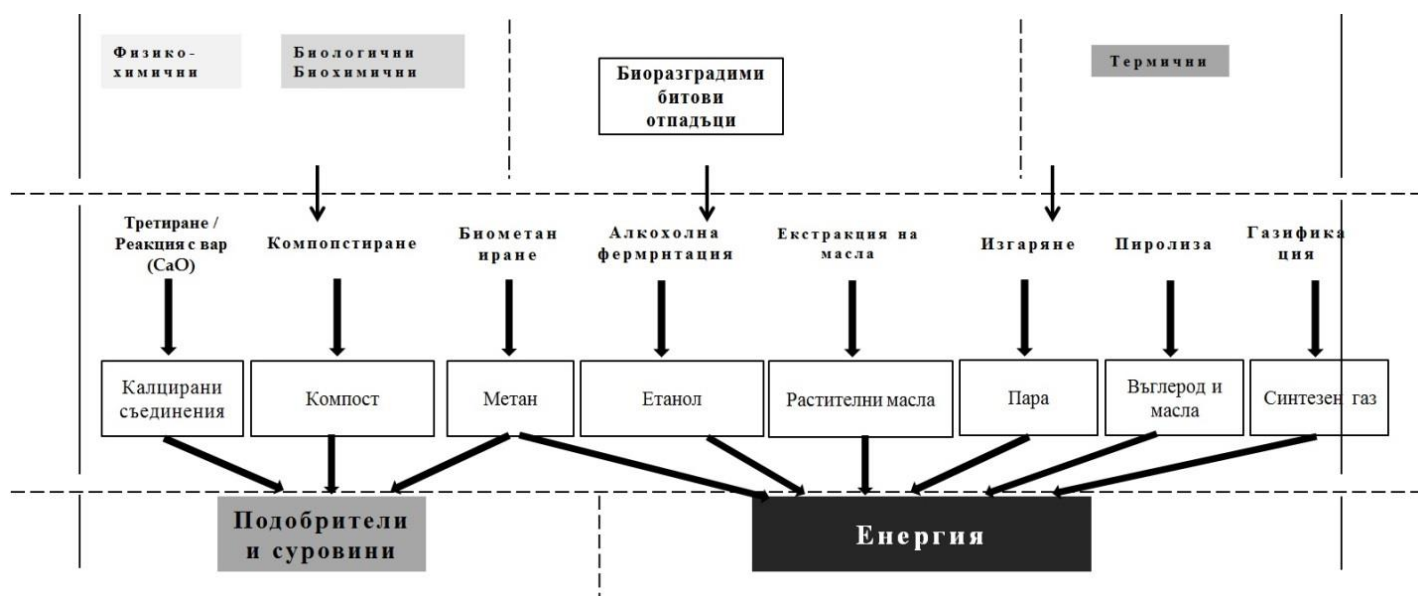 Физико-
химични
Биологични
Биохимични
Биоразградими
битови
отпадъци
Термични
Третиране /
Реакция с вар
(CaO)
Компопстиране
Биометан
иране
Алкохолна
фермрнтация
Екстракция на
масла
Изгаряне
Пиролиза
Газифика
ция
Калцирани
съединения
Компост
Метан
Етанол
Растителни масла
Пара
Въглерод и
масла
Синтезен газ
Подобрители
и суровини
Енергия